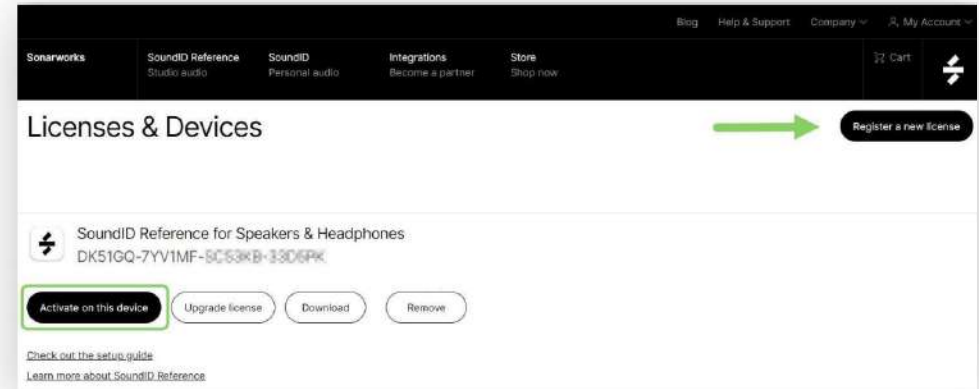 Blog Help & Support Company My Account
Sonarworks SoundID Reference SoundID Integrations Store Cart
Studio audio Personal audio Become a partner Shop now
Licenses & Devices Register a new license
SoundID Reference for Speakers & Headphones
DK51GQ-7YV1MF-
Activate on this device Upgrade license Download Remove
Check out the setup guide
Learn more about SoundID Reference